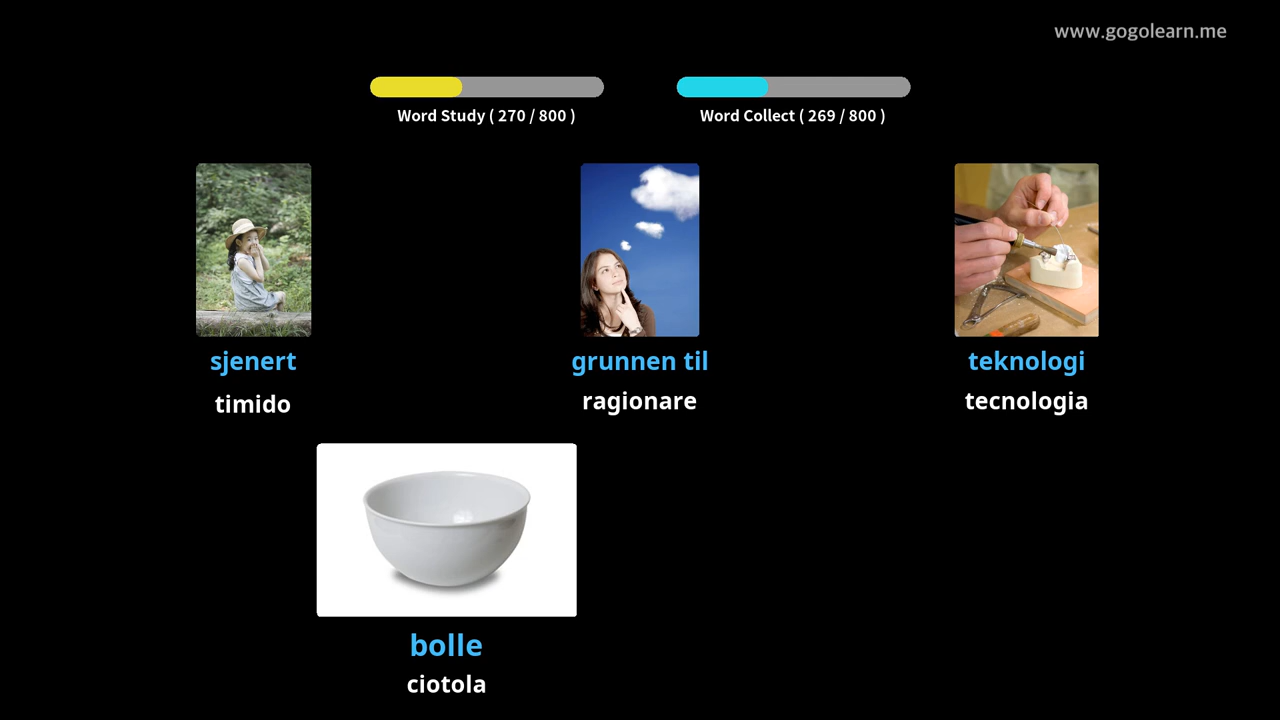 www.gogolearn.me
Word Study ( 270 / 800 )
Word Collect ( 269 / 800 )
sjenert
timido
grunnen til
ragionare
teknologi
tecnologia
bolle
ciotola